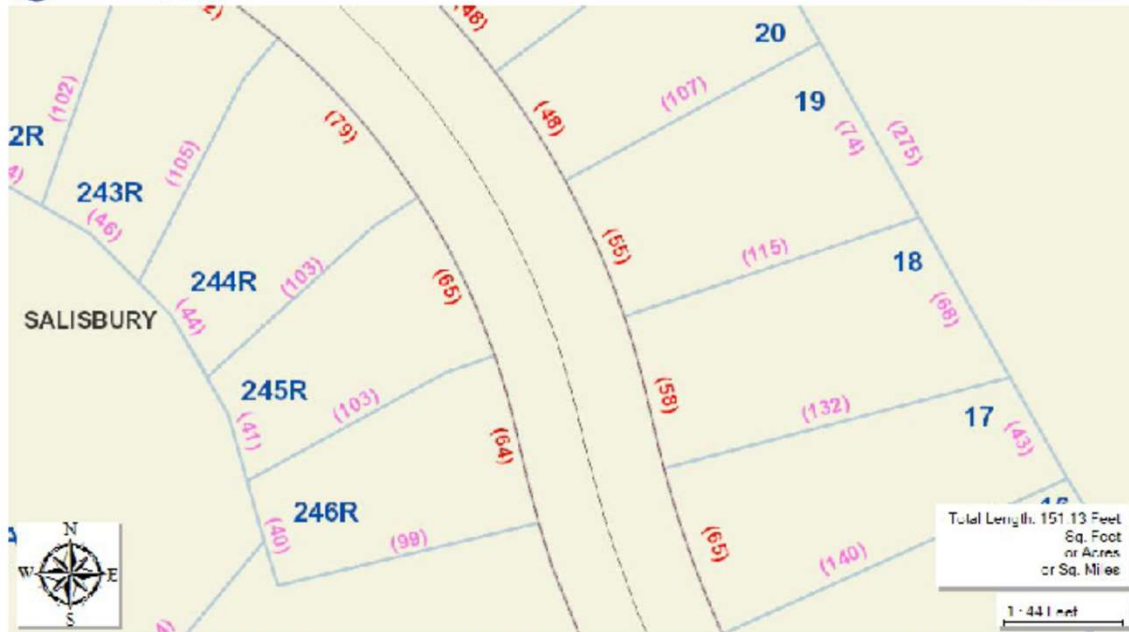 (48)
20
(107)
19
(102)
(79)
(48)
(74)
(275)
2R
(105)
243R
(46)
(55)
(115)
18
244R
(103)
(65)
(44)
(68)
SALISBURY
245R
(103)
(58)
(132)
17
(41)
(64)
(43)
246R
(40)
(99)
(65)
(140)
N
W
E
S
Total Length: 151.13 Feet
Sq. Feet
or Acres
or Sq. Miles
1 : 44 Feet